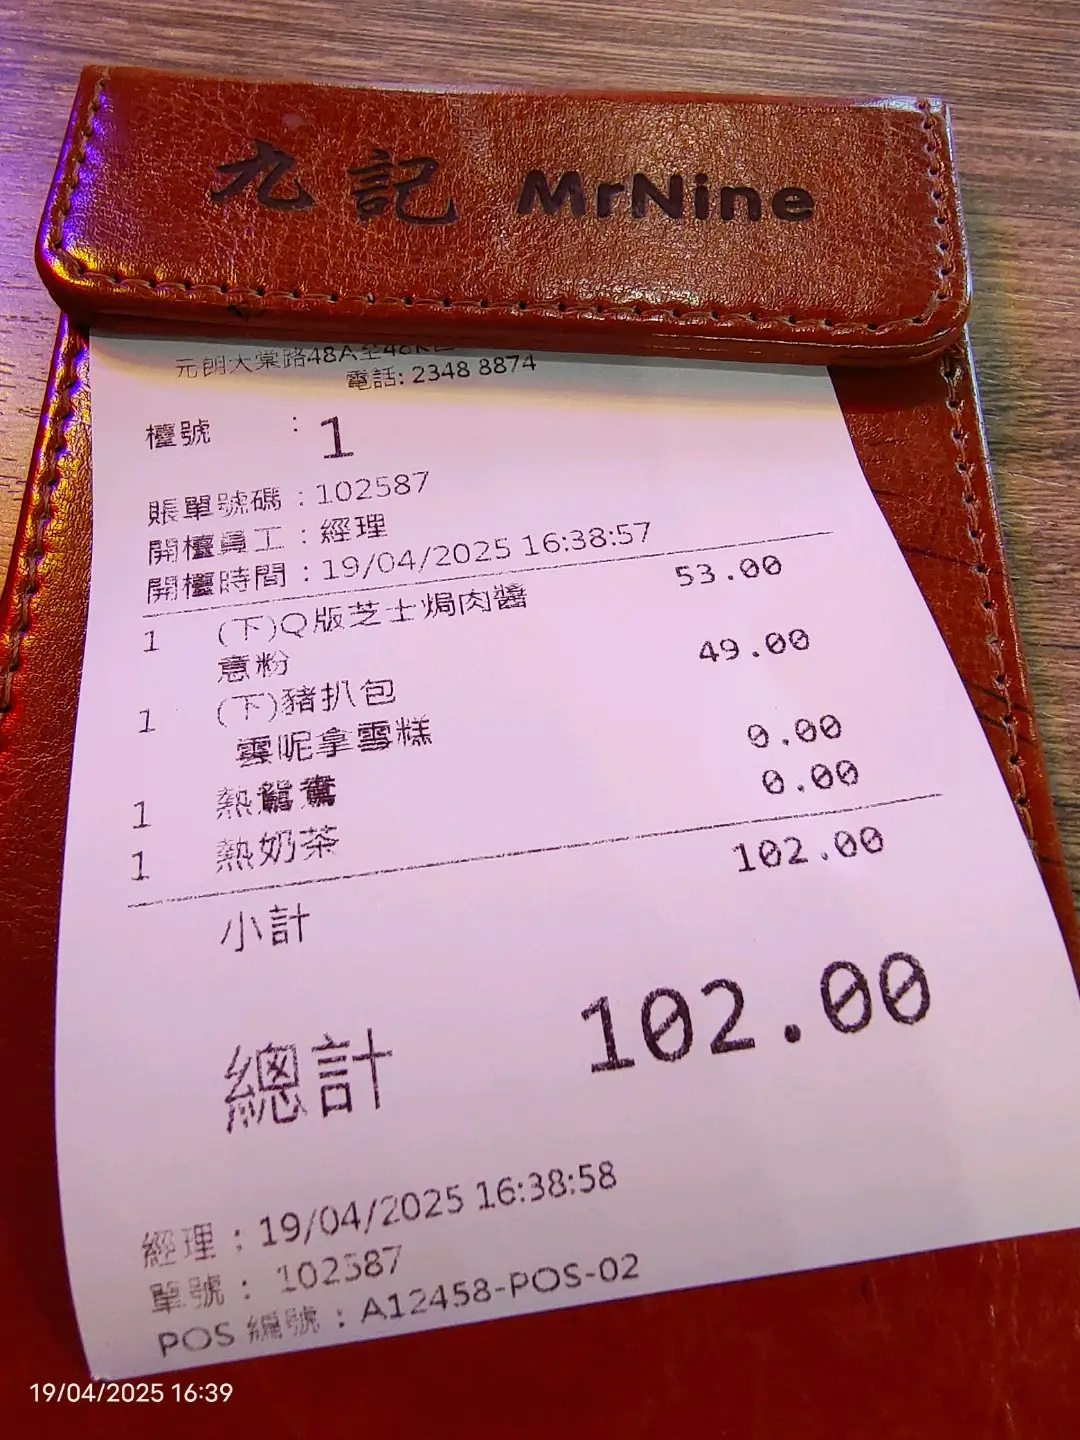 九記 MrNine
元朗大棠路48A至48K
電話: 2348 8874
檯號 : 1
賬單號碼 : 102587
開檯員工 : 經理
開檯時間 : 19/04/2025 16:38:57
1 (下)Q版芝士焗肉醬 53.00
意粉
1 (下)豬扒包 49.00
雲呢拿雪糕
1 熱鴛鴦 0.00
1 熱奶茶 0.00
小計 102.00
總計 102.00
經理 : 19/04/2025 16:38:58
單號 : 102587
POS 編號 : A12458-POS-02
19/04/2025 16:39